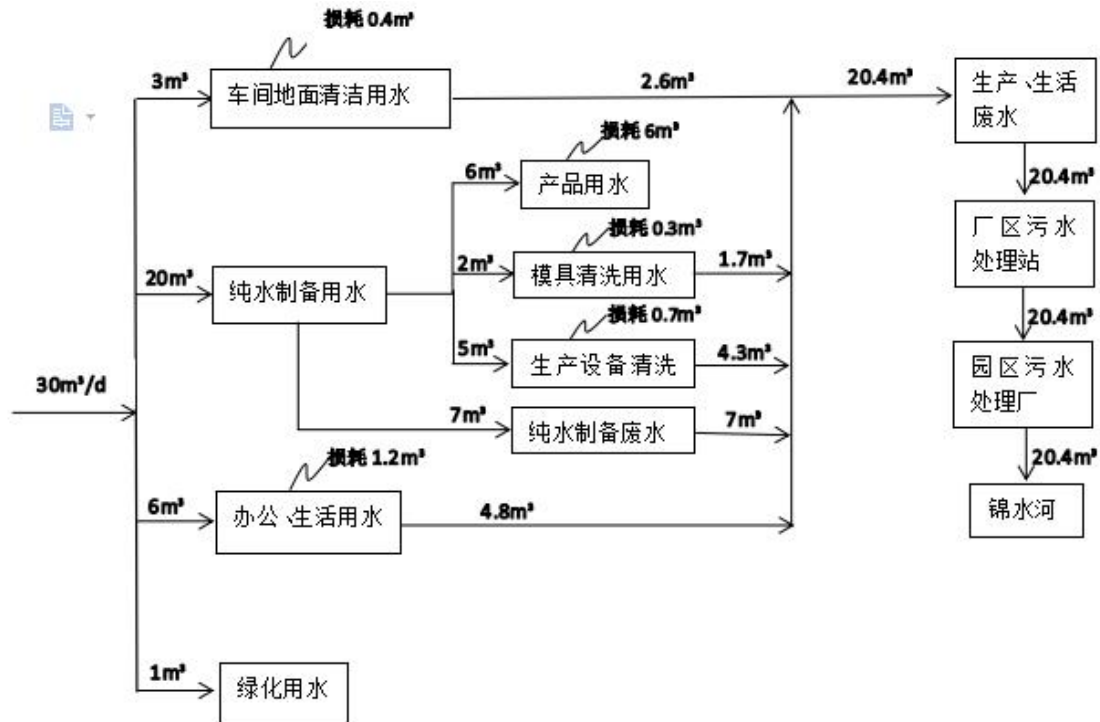 损耗 0.4m³
3m³
车间地面清洁用水
2.6m³
20.4m³
生产、生活
废水
损耗 6m³
6m³
产品用水
20.4m³
损耗 0.3m³
厂区污水
处理站
20m³
纯水制备用水
2m³
模具清洗用水
1.7m³
损耗 0.7m³
20.4m³
5m³
生产设备清洗
4.3m³
园区污水
处理厂
30m³/d
7m³
纯水制备废水
7m³
损耗 1.2m³
20.4m³
6m³
办公、生活用水
4.8m³
锦水河
1m³
绿化用水